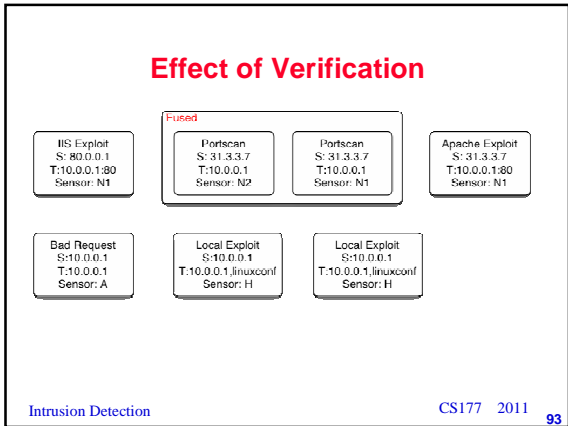 Effect of Verification
Fused
IIS Exploit
S: 80.0.0.1
T:10.0.0.1:80
Sensor: N1
Portscan
S: 31.3.3.7
T:10.0.0.1
Sensor: N2
Portscan
S: 31.3.3.7
T:10.0.0.1
Sensor: N1
Apache Exploit
S: 31.3.3.7
T:10.0.0.1:80
Sensor: N1
Bad Request
S:10.0.0.1
T:10.0.0.1
Sensor: A
Local Exploit
S:10.0.0.1
T:10.0.0.1,linuxconf
Sensor: H
Local Exploit
S:10.0.0.1
T:10.0.0.1,linuxconf
Sensor: H
Intrusion Detection
CS177 2011
93